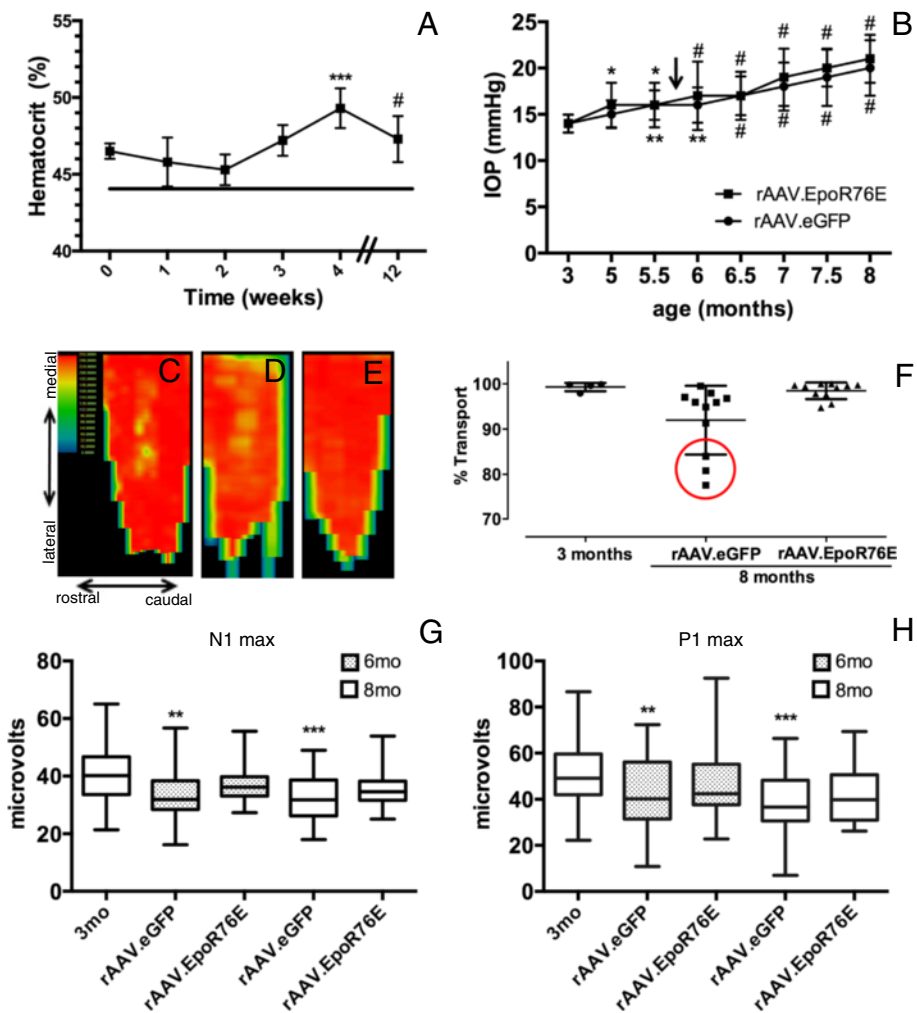 A
55
50
45
40
Hematocrit (%)
***
#
0 1 2 3 4 12
Time (weeks)
B
25
20
15
10
5
0
IOP (mmHg)
* * # # # # #
** ** # # # #
rAAV.EpoR76E
rAAV.eGFP
3 5 5.5 6 6.5 7 7.5 8
age (months)
C D E
medial
lateral
rostral caudal
F
100
90
80
70
% Transport
3 months rAAV.eGFP rAAV.EpoR76E
8 months
G
N1 max
80
60
40
20
0
microvolts
6mo
8mo
** ***
3mo rAAV.eGFP rAAV.EpoR76E rAAV.eGFP rAAV.EpoR76E
H
P1 max
100
80
60
40
20
0
microvolts
6mo
8mo
** ***
3mo rAAV.eGFP rAAV.EpoR76E rAAV.eGFP rAAV.EpoR76E